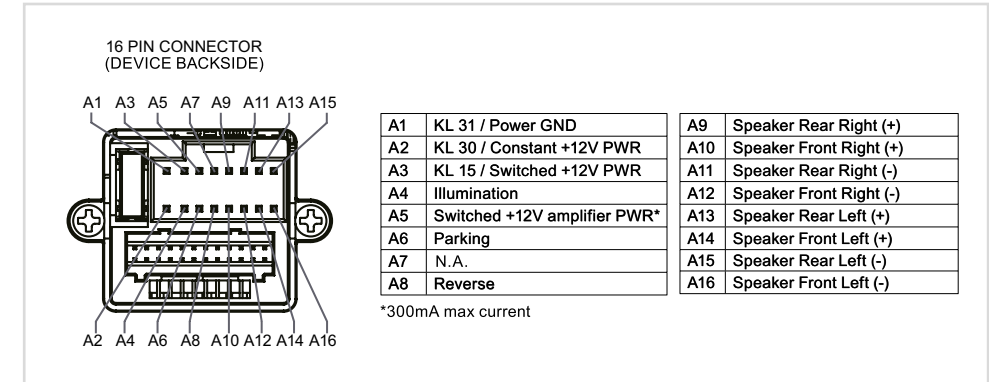 16 PIN CONNECTOR
(DEVICE BACKSIDE)
A1 A3 A5 A7 A9 A11 A13 A15
A2 A4 A6 A8 A10 A12 A14 A16
A1 KL 31 / Power GND
A2 KL 30 / Constant +12V PWR
A3 KL 15 / Switched +12V PWR
A4 Illumination
A5 Switched +12V amplifier PWR*
A6 Parking
A7 N.A.
A8 Reverse
*300mA max current
A9 Speaker Rear Right (+)
A10 Speaker Front Right (+)
A11 Speaker Rear Right (-)
A12 Speaker Front Right (-)
A13 Speaker Rear Left (+)
A14 Speaker Front Left (+)
A15 Speaker Rear Left (-)
A16 Speaker Front Left (-)